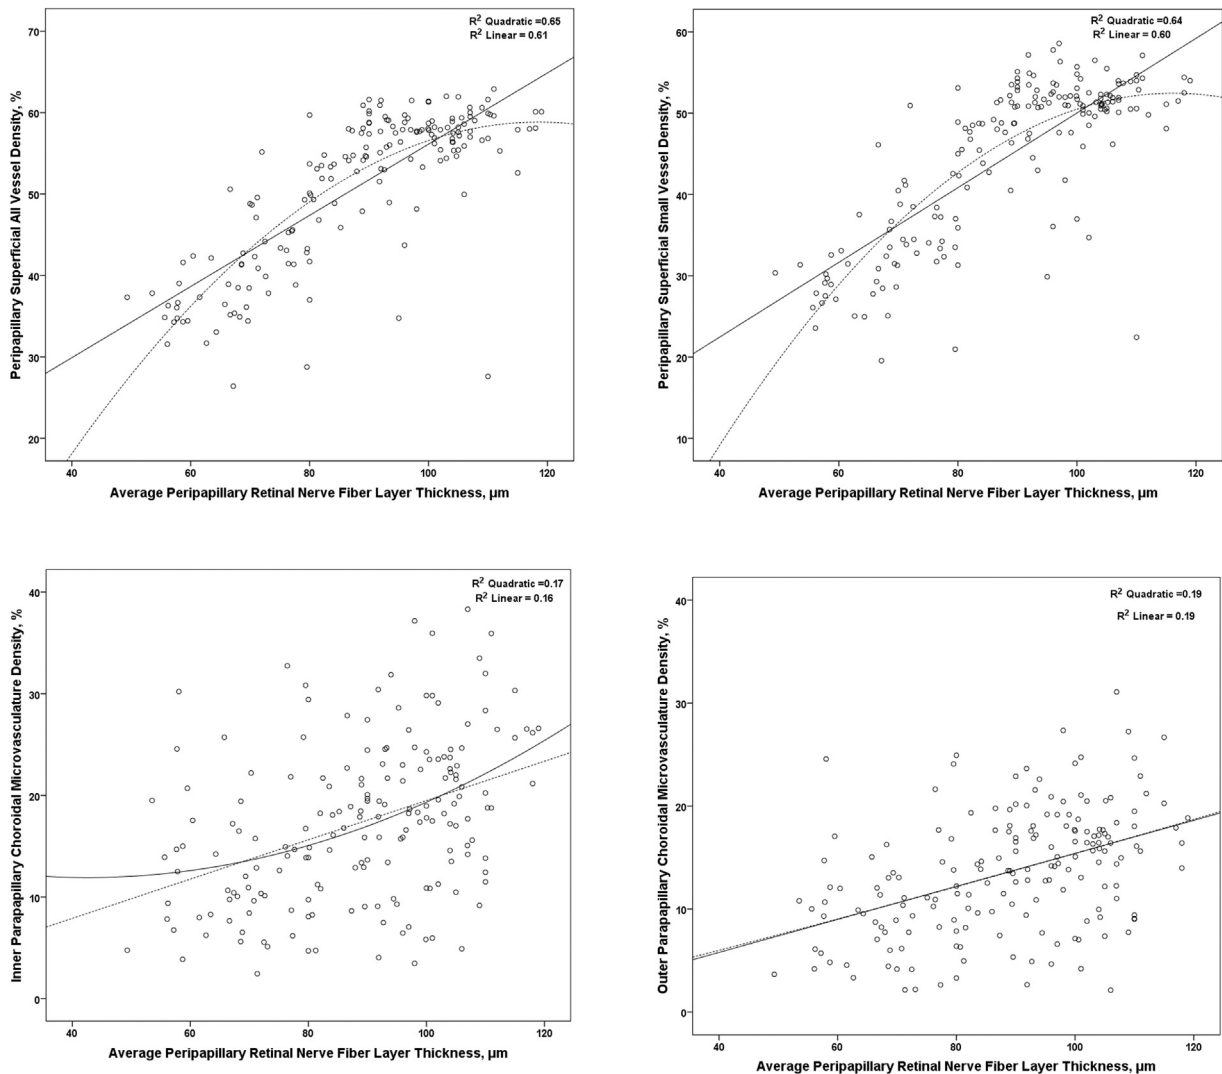 R² Quadratic =0.65
R² Linear = 0.61
Peripapillary Superficial All Vessel Density, %
70
60
50
40
30
20
40 60 80 100 120
Average Peripapillary Retinal Nerve Fiber Layer Thickness, µm
R² Quadratic =0.64
R² Linear = 0.60
Peripapillary Superficial Small Vessel Density, %
60
50
40
30
20
10
40 60 80 100 120
Average Peripapillary Retinal Nerve Fiber Layer Thickness, µm
R² Quadratic =0.17
R² Linear = 0.16
Inner Parapapillary Choroidal Microvasculature Density, %
40
30
20
10
0
40 60 80 100 120
Average Peripapillary Retinal Nerve Fiber Layer Thickness, µm
R² Quadratic =0.19
R² Linear = 0.19
Outer Parapapillary Choroidal Microvasculature Density, %
40
30
20
10
0
40 60 80 100 120
Average Peripapillary Retinal Nerve Fiber Layer Thickness, µm